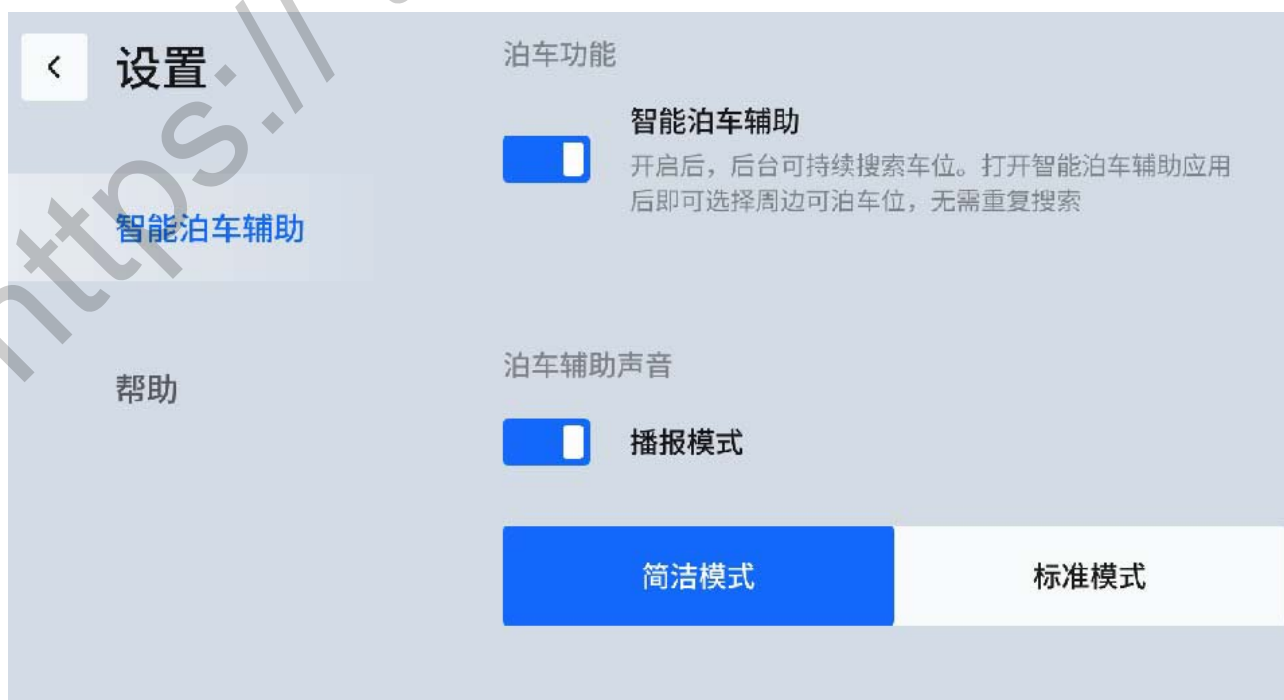 https://
设置
智能泊车辅助
帮助
泊车功能
智能泊车辅助
开启后，后台可持续搜索车位。打开智能泊车辅助应用
后即可选择周边可泊车位，无需重复搜索
泊车辅助声音
播报模式
简洁模式
标准模式